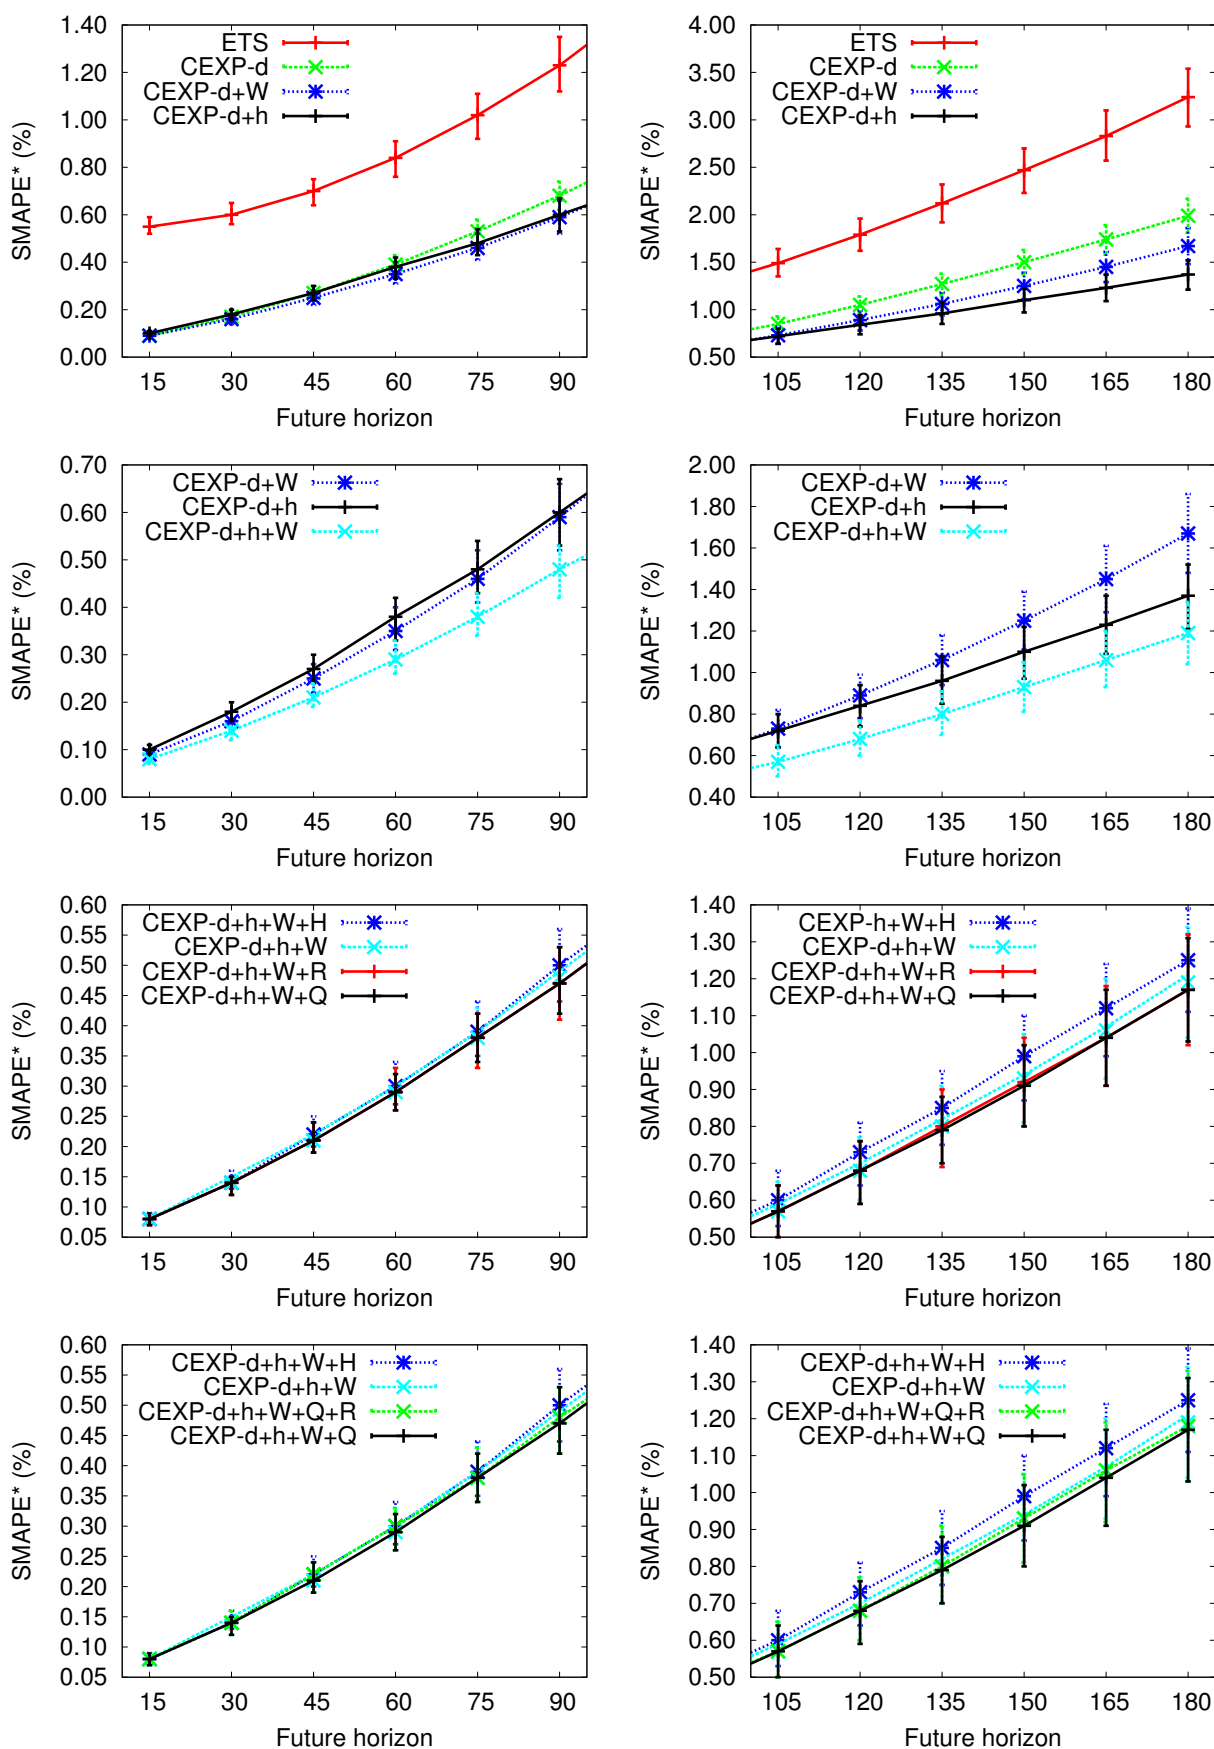 1.40
1.20
1.00
0.80
0.60
0.40
0.20
0.00
SMAPE* (%)
ETS
CEXP-d
CEXP-d+W
CEXP-d+h
15 30 45 60 75 90
Future horizon
4.00
3.50
3.00
2.50
2.00
1.50
1.00
0.50
SMAPE* (%)
ETS
CEXP-d
CEXP-d+W
CEXP-d+h
105 120 135 150 165 180
Future horizon
0.70
0.60
0.50
0.40
0.30
0.20
0.10
0.00
SMAPE* (%)
CEXP-d+W
CEXP-d+h
CEXP-d+h+W
15 30 45 60 75 90
Future horizon
2.00
1.80
1.60
1.40
1.20
1.00
0.80
0.60
0.40
SMAPE* (%)
CEXP-d+W
CEXP-d+h
CEXP-d+h+W
105 120 135 150 165 180
Future horizon
0.60
0.55
0.50
0.45
0.40
0.35
0.30
0.25
0.20
0.15
0.10
0.05
SMAPE* (%)
CEXP-d+h+W+H
CEXP-d+h+W
CEXP-d+h+W+R
CEXP-d+h+W+Q
15 30 45 60 75 90
Future horizon
1.40
1.30
1.20
1.10
1.00
0.90
0.80
0.70
0.60
0.50
SMAPE* (%)
CEXP-h+W+H
CEXP-d+h+W
CEXP-d+h+W+R
CEXP-d+h+W+Q
105 120 135 150 165 180
Future horizon
0.60
0.55
0.50
0.45
0.40
0.35
0.30
0.25
0.20
0.15
0.10
0.05
SMAPE* (%)
CEXP-d+h+W+H
CEXP-d+h+W
CEXP-d+h+W+Q+R
CEXP-d+h+W+Q
15 30 45 60 75 90
Future horizon
1.40
1.30
1.20
1.10
1.00
0.90
0.80
0.70
0.60
0.50
SMAPE* (%)
CEXP-d+h+W+H
CEXP-d+h+W
CEXP-d+h+W+Q+R
CEXP-d+h+W+Q
105 120 135 150 165 180
Future horizon